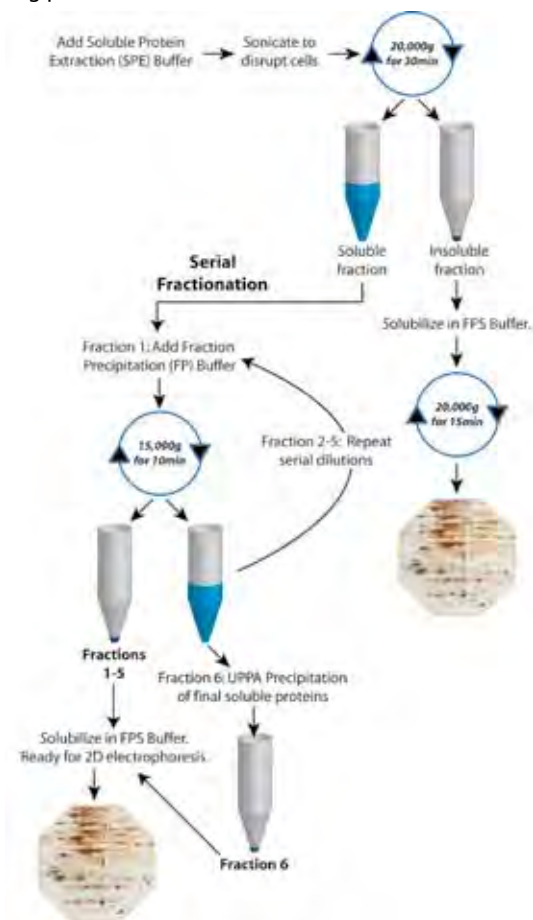 Add Soluble Protein
Extraction (SPE) Buffer
Sonicate to
disrupt cells
20,000g
for 30min
Soluble
fraction
Insoluble
fraction
Serial
Fractionation
Solubilize in FPS Buffer.
Fraction 1: Add Fraction
Precipitation (FP) Buffer
20,000g
for 15min
15,000g
for 10min
Fraction 2-5: Repeat
serial dilutions
Fractions
1-5
Fraction 6: UPPA Precipitation
of final soluble proteins
Solubilize in FPS Buffer.
Ready for 2D electrophoresis.
Fraction 6